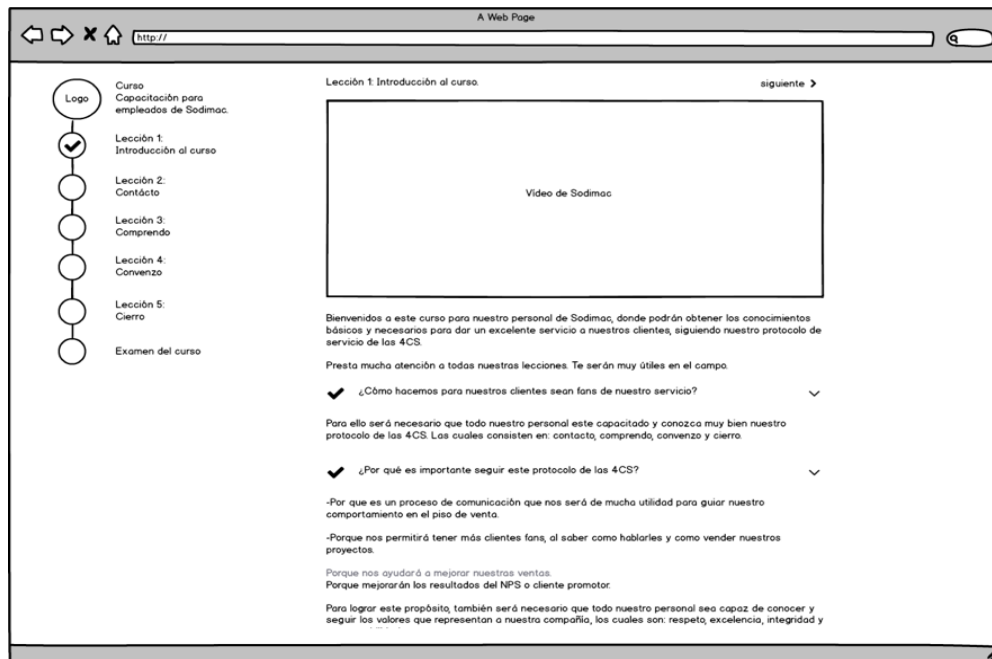 A Web Page
http://
Logo
Curso
Capacitación para
empleados de Sodimac.
Lección 1:
Introducción al curso
Lección 2:
Contácto
Lección 3:
Comprendo
Lección 4:
Convenzo
Lección 5:
Cierro
Examen del curso
Lección 1: Introducción al curso.
siguiente >
Vídeo de Sodimac
Bienvenidos a este curso para nuestro personal de Sodimac, donde podrán obtener los conocimientos
básicos y necesarios para dar un excelente servicio a nuestros clientes, siguiendo nuestro protocolo de
servicio de las 4CS.
Presta mucha atención a todas nuestras lecciones. Te serán muy útiles en el campo.
¿Cómo hacemos para nuestros clientes sean fans de nuestro servicio?
Para ello será necesario que todo nuestro personal este capacitado y conozca muy bien nuestro
protocolo de las 4CS. Las cuales consisten en: contacto, comprendo, convenzo y cierro.
¿Por qué es importante seguir este protocolo de las 4CS?
-Por que es un proceso de comunicación que nos será de mucha utilidad para guiar nuestro
comportamiento en el piso de venta.
-Porque nos permitirá tener más clientes fans, al saber como hablarles y como vender nuestros
proyectos.
Porque nos ayudará a mejorar nuestras ventas.
Porque mejorarán los resultados del NPS o cliente promotor.
Para lograr este propósito, también será necesario que todo nuestro personal sea capaz de conocer y
seguir los valores que representan a nuestra compañía, los cuales son: respeto, excelencia, integridad y